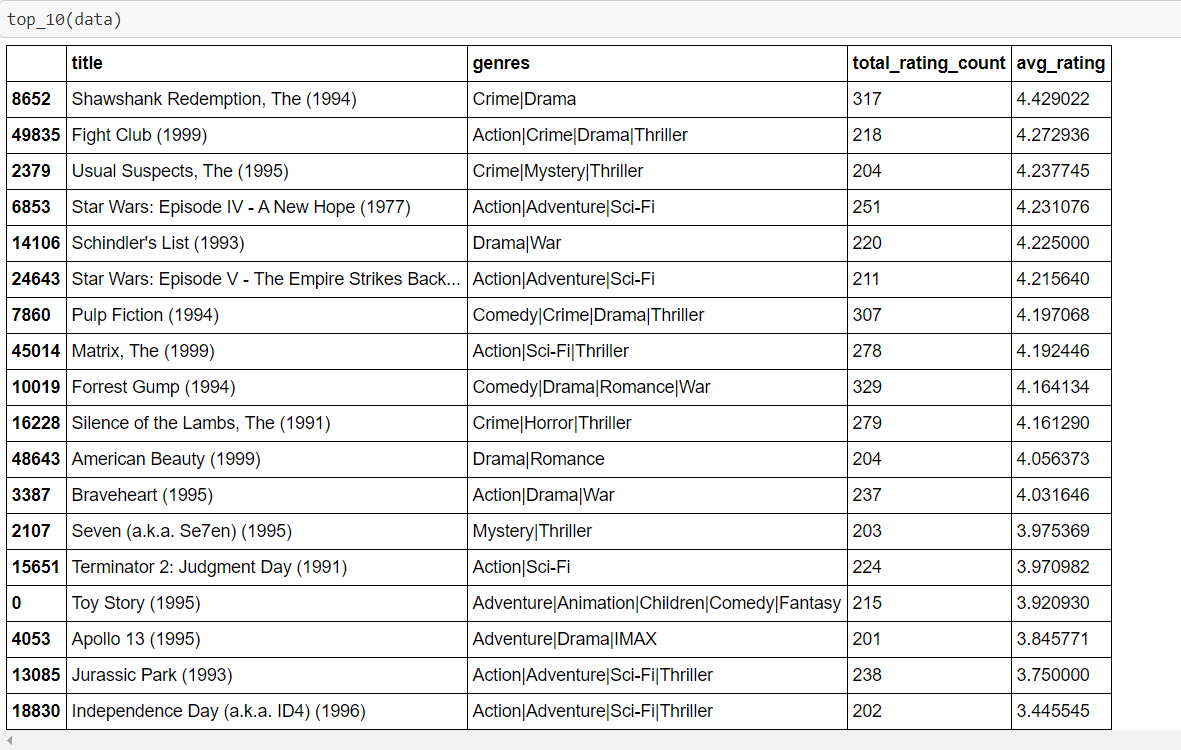 top_10(data)
title genres total_rating_count avg_rating
8652 Shawshank Redemption, The (1994) Crime|Drama 317 4.429022
49835 Fight Club (1999) Action|Crime|Drama|Thriller 218 4.272936
2379 Usual Suspects, The (1995) Crime|Mystery|Thriller 204 4.237745
6853 Star Wars: Episode IV - A New Hope (1977) Action|Adventure|Sci-Fi 251 4.231076
14106 Schindler's List (1993) Drama|War 220 4.225000
24643 Star Wars: Episode V - The Empire Strikes Back... Action|Adventure|Sci-Fi 211 4.215640
7860 Pulp Fiction (1994) Comedy|Crime|Drama|Thriller 307 4.197068
45014 Matrix, The (1999) Action|Sci-Fi|Thriller 278 4.192446
10019 Forrest Gump (1994) Comedy|Drama|Romance|War 329 4.164134
16228 Silence of the Lambs, The (1991) Crime|Horror|Thriller 279 4.161290
48643 American Beauty (1999) Drama|Romance 204 4.056373
3387 Braveheart (1995) Action|Drama|War 237 4.031646
2107 Seven (a.k.a. Se7en) (1995) Mystery|Thriller 203 3.975369
15651 Terminator 2: Judgment Day (1991) Action|Sci-Fi 224 3.970982
0 Toy Story (1995) Adventure|Animation|Children|Comedy|Fantasy 215 3.920930
4053 Apollo 13 (1995) Adventure|Drama|IMAX 201 3.845771
13085 Jurassic Park (1993) Action|Adventure|Sci-Fi|Thriller 238 3.750000
18830 Independence Day (a.k.a. ID4) (1996) Action|Adventure|Sci-Fi|Thriller 202 3.445545